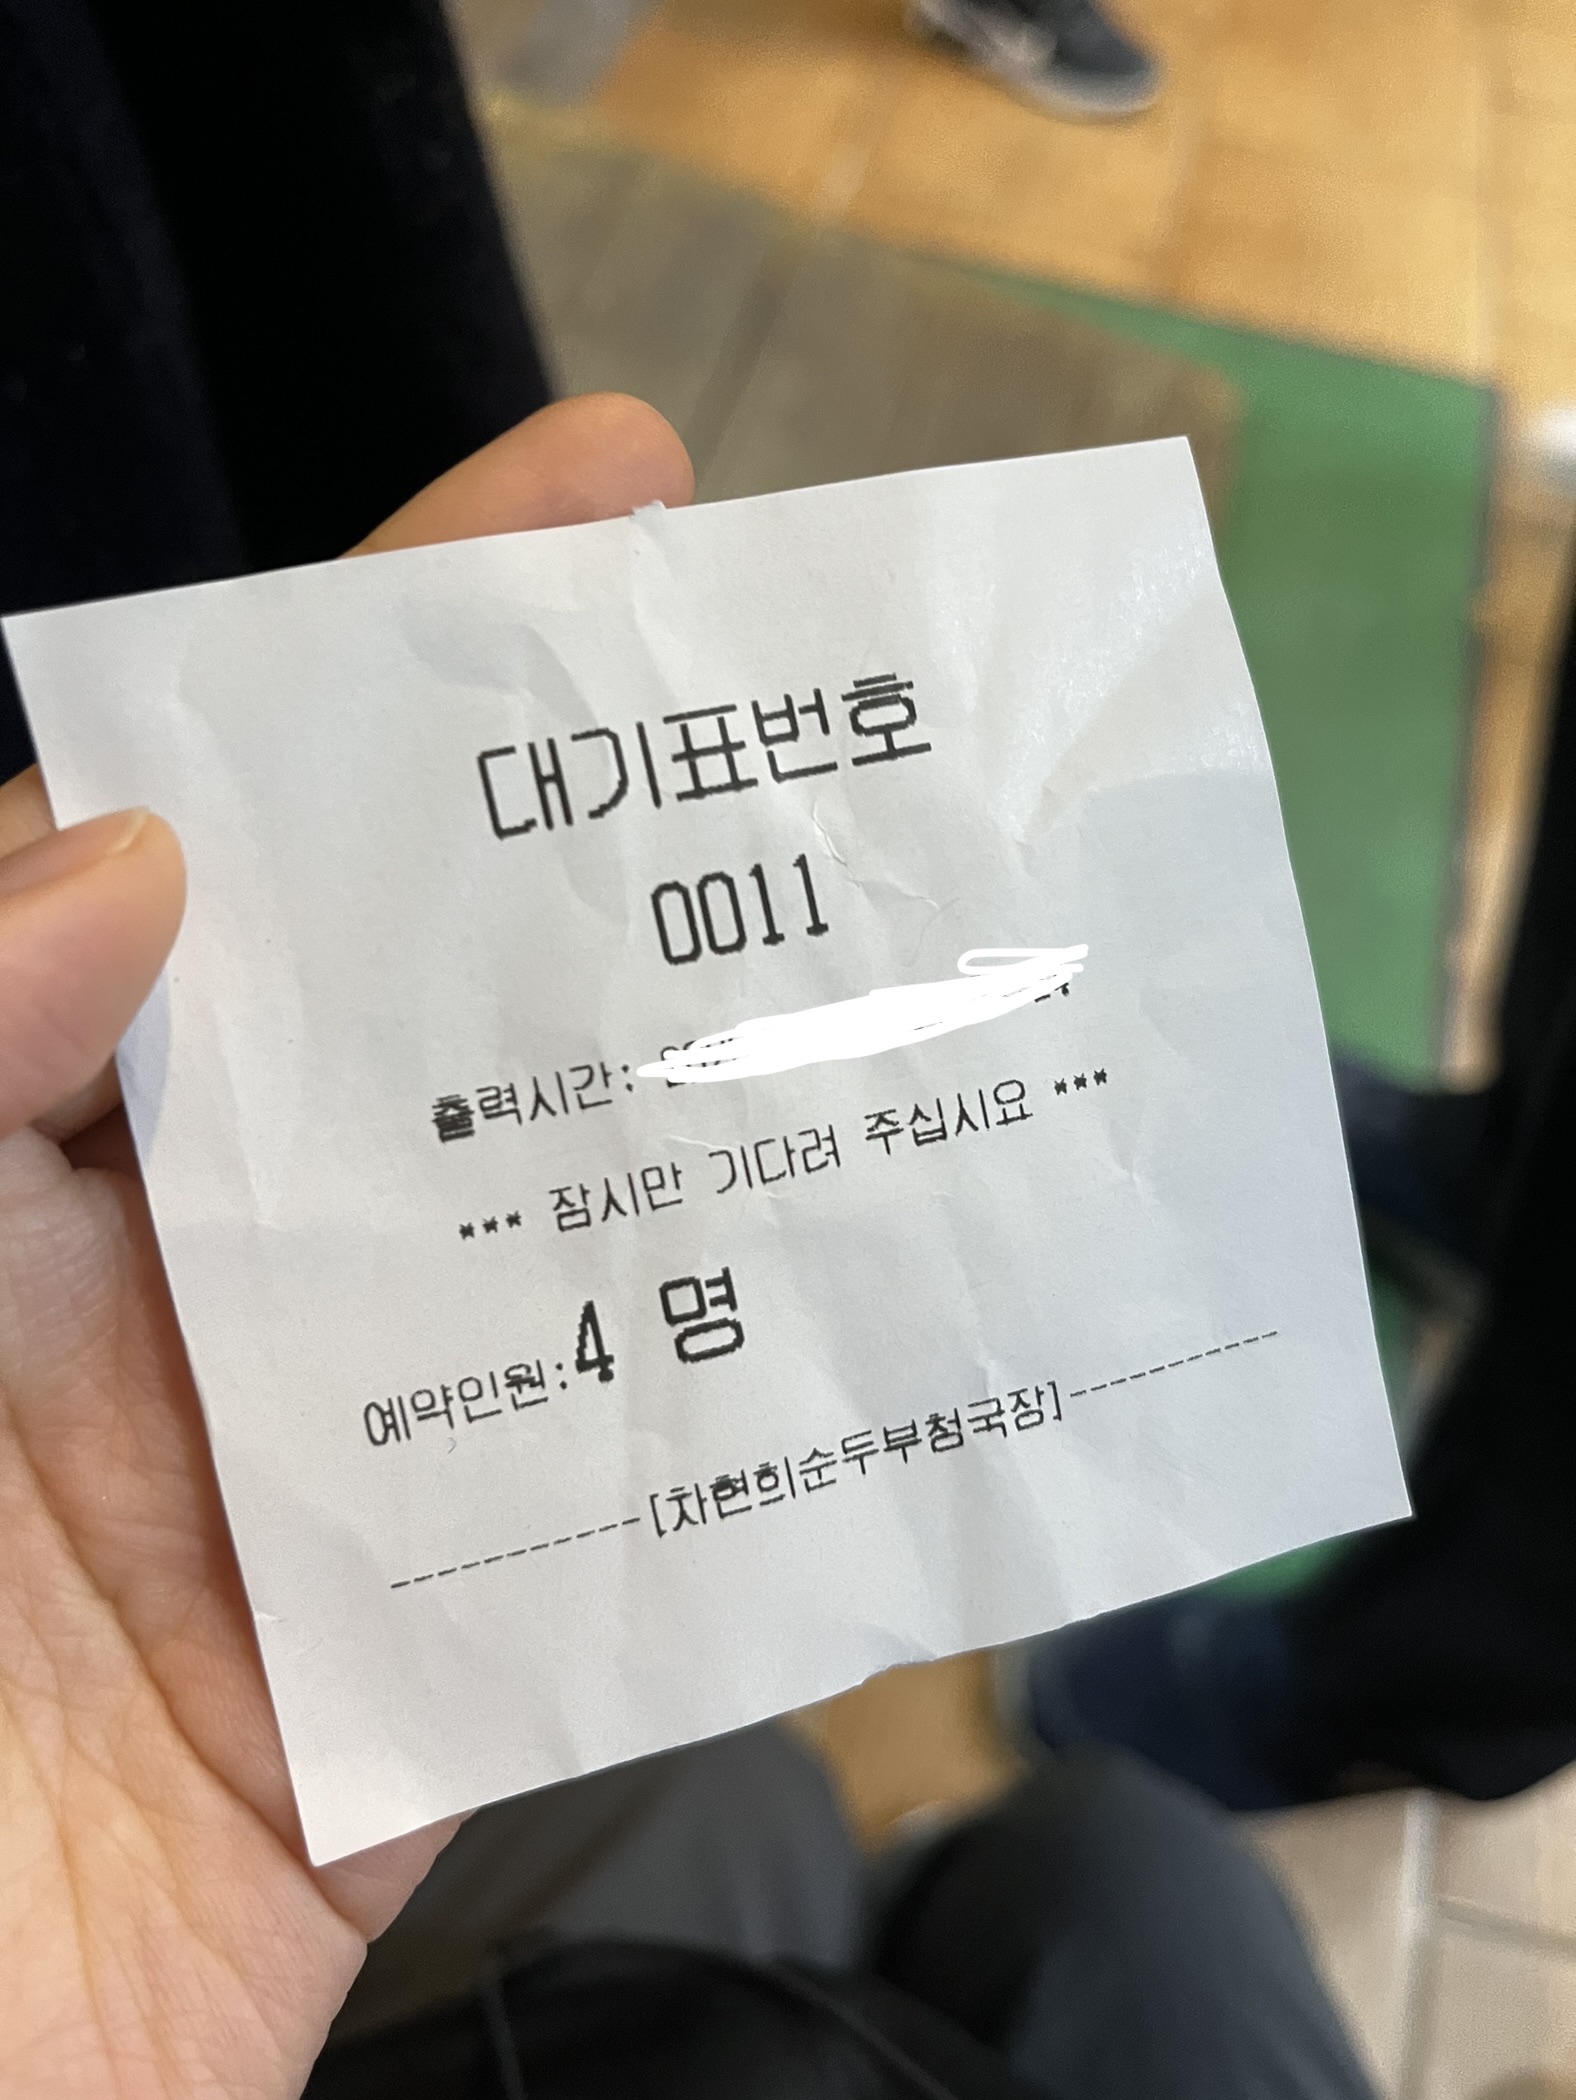 대기표번호
0011
출력시간:
*** 잠시만 기다려 주십시요 ***
예약인원:4 명
-----------[차현희순두부청국장]-----------